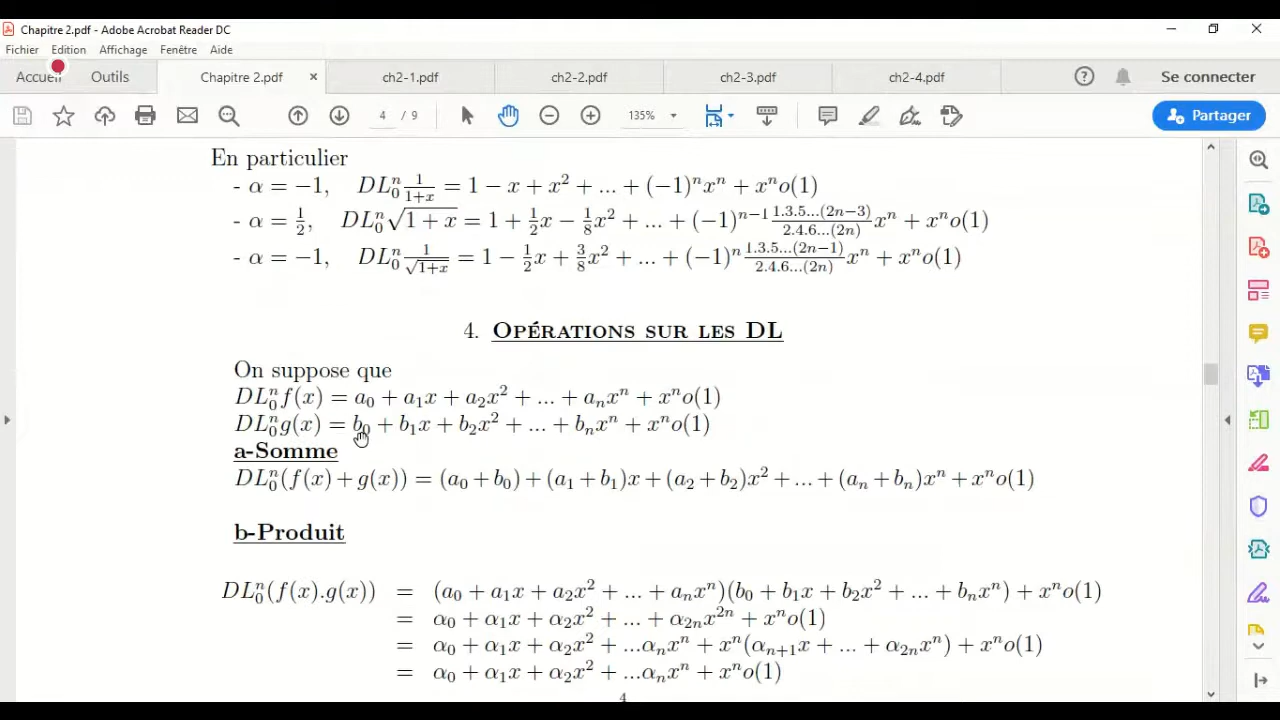 Chapitre 2.pdf - Adobe Acrobat Reader DC
Fichier Edition Affichage Fenêtre Aide
Accueil Outils Chapitre 2.pdf × ch2-1.pdf ch2-2.pdf ch2-3.pdf ch2-4.pdf Se connecter
4 / 9 135% Partager
En particulier
- α = −1, DL₀ⁿ 1/(1+x) = 1 − x + x² + ... + (−1)ⁿxⁿ + xⁿo(1)
- α = 1/2, DL₀ⁿ √(1 + x) = 1 + 1/2 x − 1/8 x² + ... + (−1)ⁿ⁻¹ 1.3.5...(2n−3)/2.4.6...(2n) xⁿ + xⁿo(1)
- α = −1, DL₀ⁿ 1/√(1+x) = 1 − 1/2 x + 3/8 x² + ... + (−1)ⁿ 1.3.5...(2n−1)/2.4.6...(2n) xⁿ + xⁿo(1)
4. OPÉRATIONS SUR LES DL
On suppose que
DL₀ⁿf(x) = a₀ + a₁x + a₂x² + ... + aₙxⁿ + xⁿo(1)
DL₀ⁿg(x) = b₀ + b₁x + b₂x² + ... + bₙxⁿ + xⁿo(1)
a-Somme
DL₀ⁿ(f(x) + g(x)) = (a₀ + b₀) + (a₁ + b₁)x + (a₂ + b₂)x² + ... + (aₙ + bₙ)xⁿ + xⁿo(1)
b-Produit
DL₀ⁿ(f(x).g(x)) = (a₀ + a₁x + a₂x² + ... + aₙxⁿ)(b₀ + b₁x + b₂x² + ... + bₙxⁿ) + xⁿo(1)
= α₀ + α₁x + α₂x² + ... + α₂ₙx²ⁿ + xⁿo(1)
= α₀ + α₁x + α₂x² + ...αₙxⁿ + xⁿ(αₙ₊₁x + ... + α₂ₙxⁿ) + xⁿo(1)
= α₀ + α₁x + α₂x² + ...αₙxⁿ + xⁿo(1)
4